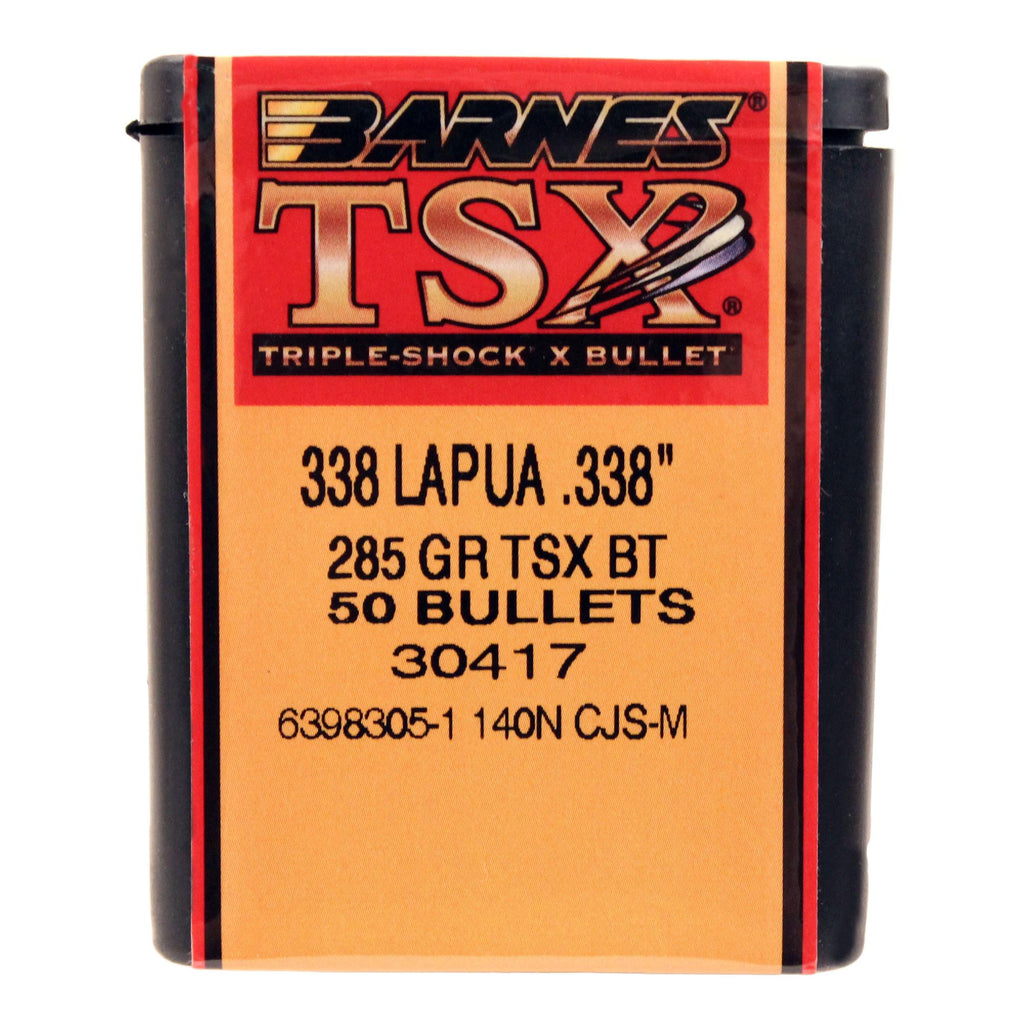 BARNES®
TSX®
TRIPLE-SHOCK X BULLET
338 LAPUA .338"
285 GR TSX BT
50 BULLETS
30417
6398305-1 140N CJS-M